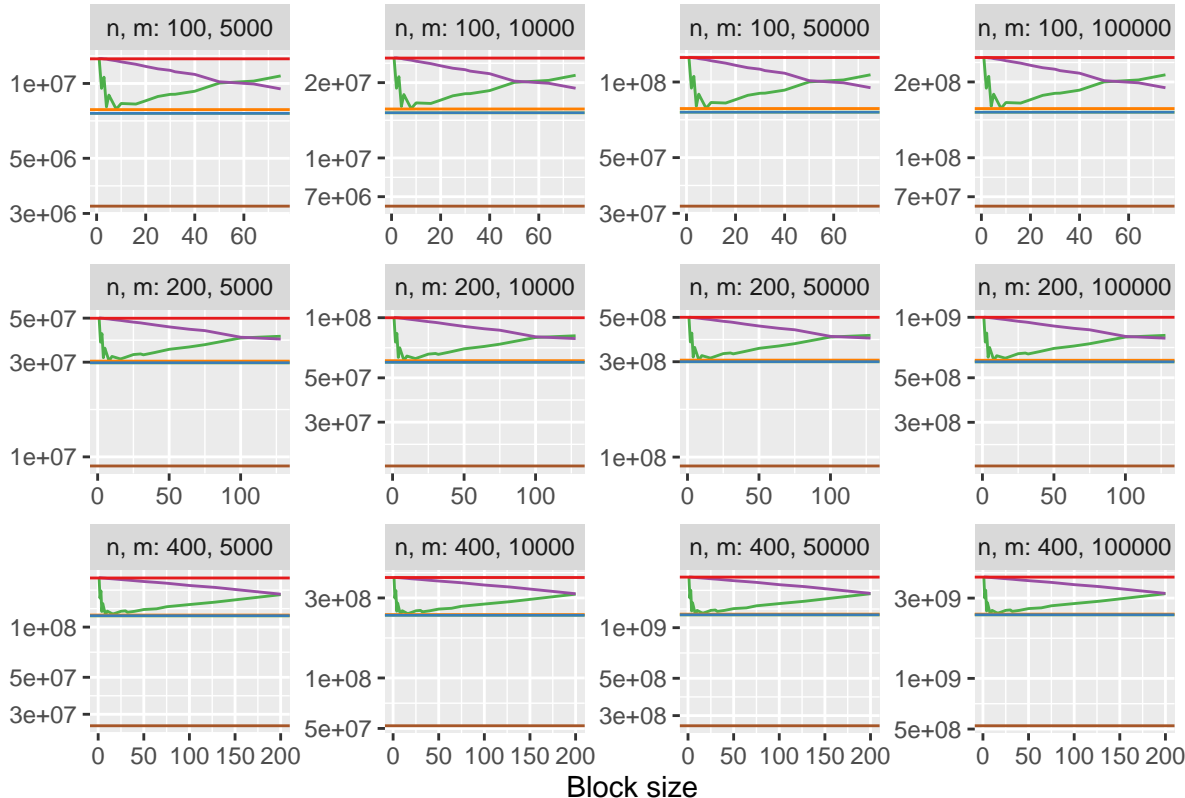 n, m: 100, 5000
n, m: 100, 10000
n, m: 100, 50000
n, m: 100, 100000
1e+07
5e+06
3e+06
2e+07
1e+07
7e+06
1e+08
5e+07
3e+07
2e+08
1e+08
7e+07
0 20 40 60
0 20 40 60
0 20 40 60
0 20 40 60
n, m: 200, 5000
n, m: 200, 10000
n, m: 200, 50000
n, m: 200, 100000
5e+07
3e+07
1e+07
1e+08
5e+07
3e+07
5e+08
3e+08
1e+08
1e+09
5e+08
3e+08
0 50 100
0 50 100
0 50 100
0 50 100
n, m: 400, 5000
n, m: 400, 10000
n, m: 400, 50000
n, m: 400, 100000
1e+08
5e+07
3e+07
3e+08
1e+08
5e+07
1e+09
5e+08
3e+08
3e+09
1e+09
5e+08
0 50 100 150 200
0 50 100 150 200
0 50 100 150 200
0 50 100 150 200
Block size